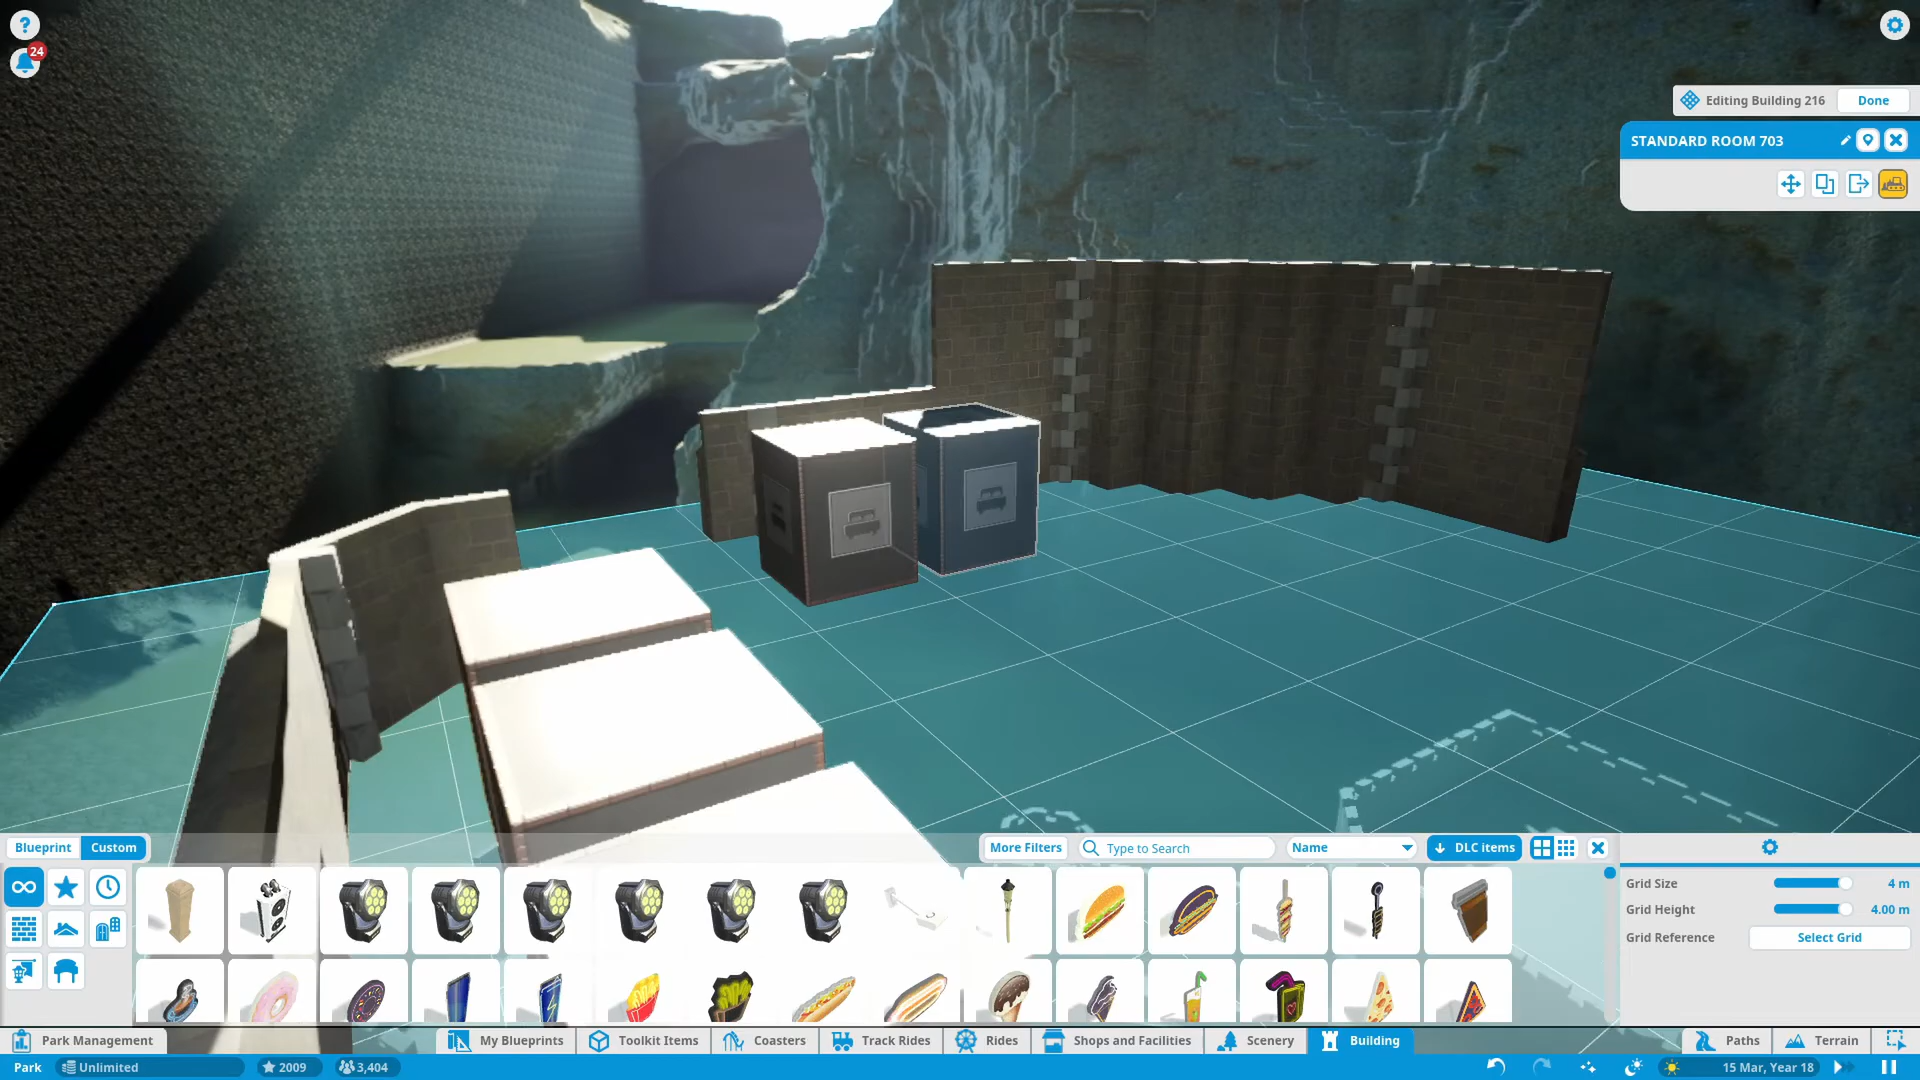 ?
24
Editing Building 216 Done
STANDARD ROOM 703
Blueprint Custom
More Filters Type to Search Name DLC items
Grid Size 4 m
Grid Height 4.00 m
Grid Reference Select Grid
Park Management My Blueprints Toolkit Items Coasters Track Rides Rides Shops and Facilities Scenery Building Paths Terrain
Park Unlimited 2009 3,404 15 Mar, Year 18